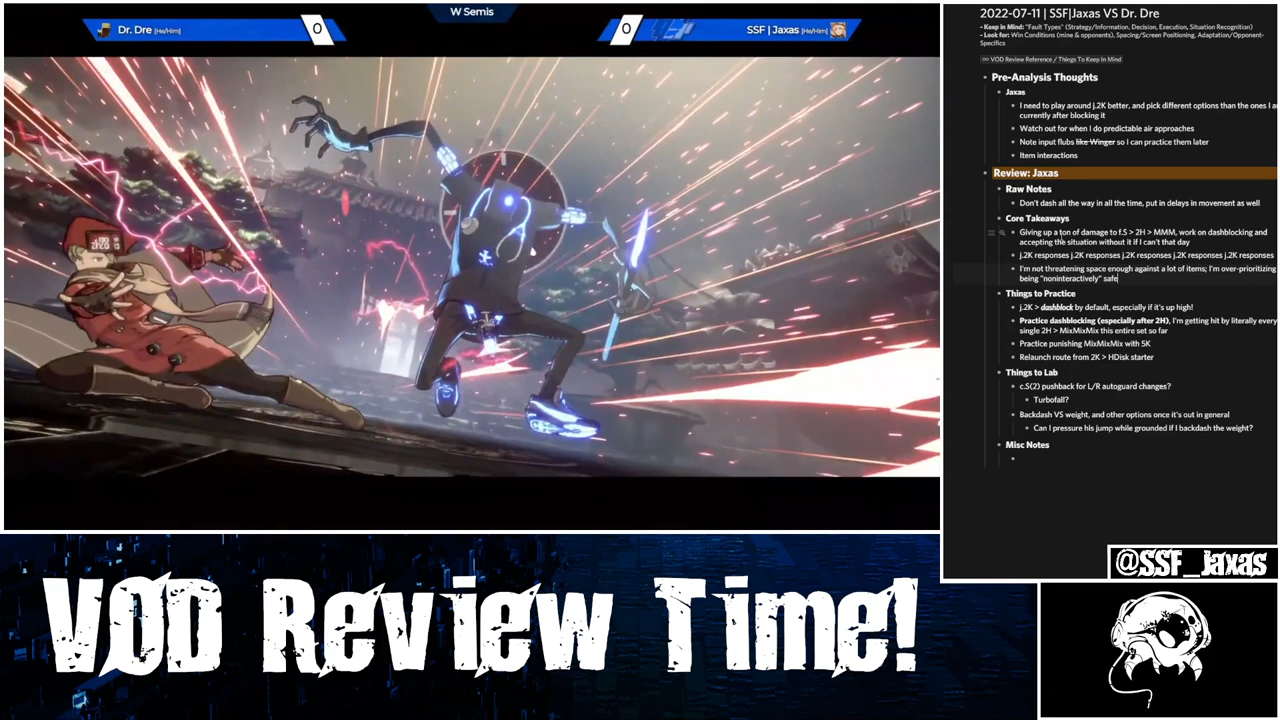 W Semis
Dr. Dre [He/Him]
0
0
SSF | Jaxas [He/Him]
2022-07-11 | SSF|Jaxas VS Dr. Dre
- Keep in Mind: "Fault Types" (Strategy/Information, Decision, Execution, Situation Recognition)
- Look for: Win Conditions (mine & opponents), Spacing/Screen Positioning, Adaptation/Opponent-
Specifics
VOD Review Reference / Things To Keep In Mind
Pre-Analysis Thoughts
Jaxas
I need to play around j.2K better, and pick different options than the ones I a
currently after blocking it
Watch out for when I do predictable air approaches
Note input flubs like Winger so I can practice them later
Item interactions
Review: Jaxas
Raw Notes
Don't dash all the way in all the time, put in delays in movement as well
Core Takeaways
Giving up a ton of damage to f.S > 2H > MMM, work on dashblocking and
accepting the situation without it if I can't that day
j.2K responses j.2K responses j.2K responses j.2K responses j.2K responses
I'm not threatening space enough against a lot of items; I'm over-prioritizing
being "noninteractively" safe
Things to Practice
j.2K > dashblock by default, especially if it's up high!
Practice dashblocking (especially after 2H), I'm getting hit by literally every
single 2H > MixMixMix this entire set so far
Practice punishing MixMixMix with 5K
Relaunch route from 2K > HDisk starter
Things to Lab
c.S(2) pushback for L/R autoguard changes?
Turbofall?
Backdash VS weight, and other options once it's out in general
Can I pressure his jump while grounded if I backdash the weight?
Misc Notes
@SSF_Jaxas
VOD Review Time!